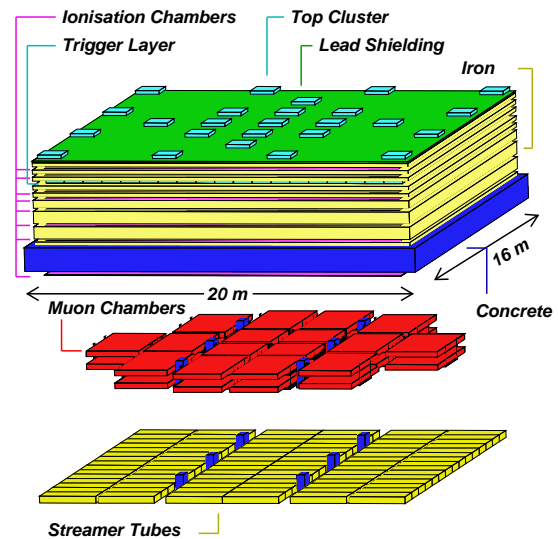 Ionisation Chambers
Top Cluster
Trigger Layer
Lead Shielding
Iron
16 m
20 m
Muon Chambers
Concrete
Streamer Tubes